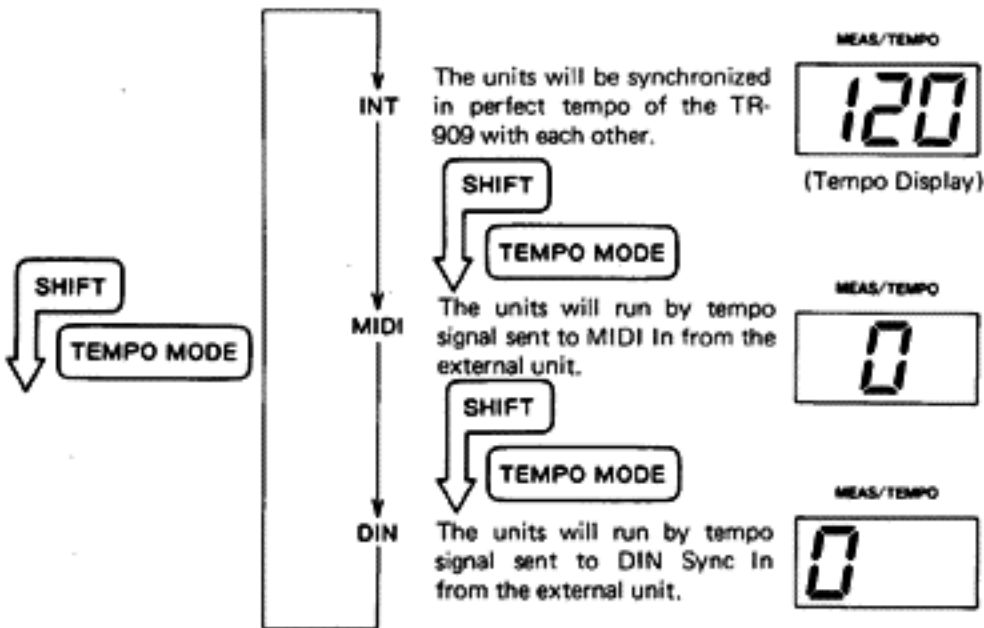 MEAS/TEMPO
INT
The units will be synchronized
in perfect tempo of the TR-
909 with each other.
120
(Tempo Display)
SHIFT
TEMPO MODE
SHIFT
TEMPO MODE
MIDI
The units will run by tempo
signal sent to MIDI In from the
external unit.
MEAS/TEMPO
0
SHIFT
TEMPO MODE
DIN
The units will run by tempo
signal sent to DIN Sync In
from the external unit.
MEAS/TEMPO
0